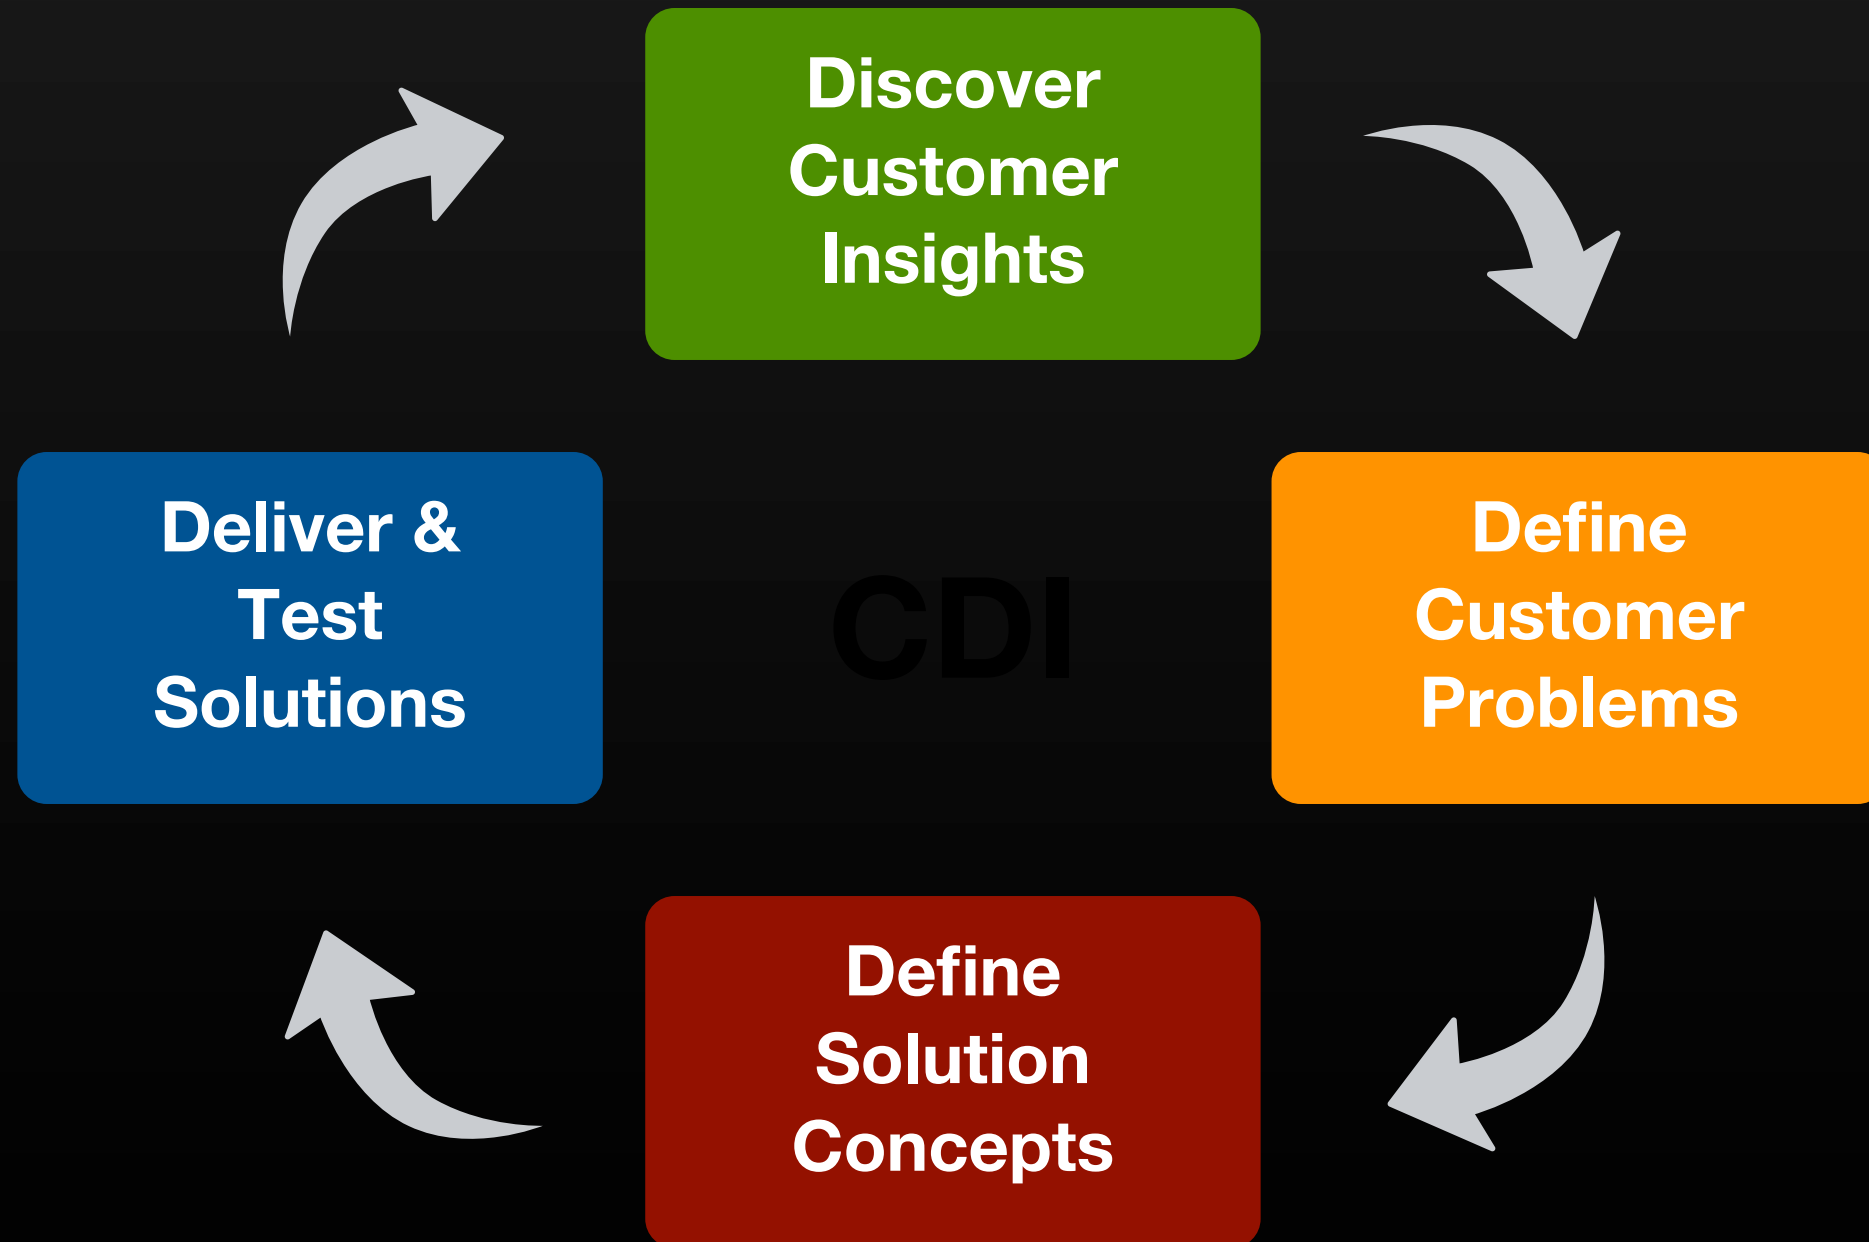 Discover
Customer
Insights
Deliver &
Test
Solutions
CDI
Define
Customer
Problems
Define
Solution
Concepts